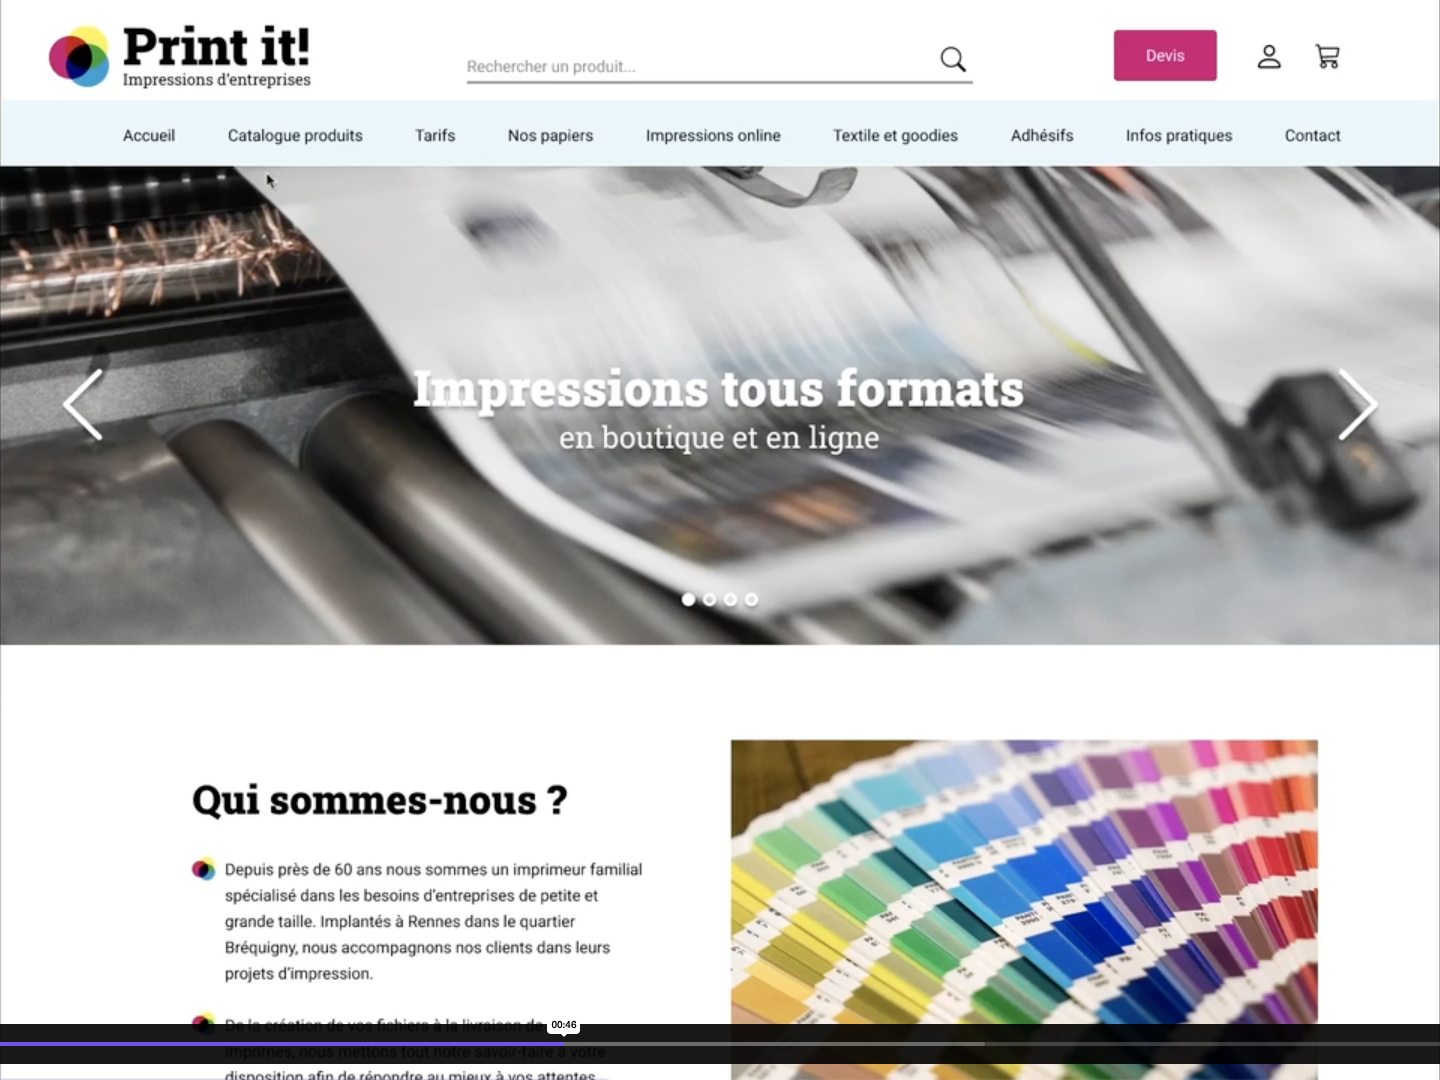 Print it!
Impressions d'entreprises
Rechercher un produit...
Devis
Accueil
Catalogue produits
Tarifs
Nos papiers
Impressions online
Textile et goodies
Adhésifs
Infos pratiques
Contact
Impressions tous formats
en boutique et en ligne
Qui sommes-nous ?
Depuis près de 60 ans nous sommes un imprimeur familial
spécialisé dans les besoins d'entreprises de petite et
grande taille. Implantés à Rennes dans le quartier
Bréquigny, nous accompagnons nos clients dans leurs
projets d'impression.
De la création de vos fichiers à la livraison de
00:46
imprimés, nous mettons tout notre savoir-faire à votre
disposition afin de répondre au mieux à vos attentes.